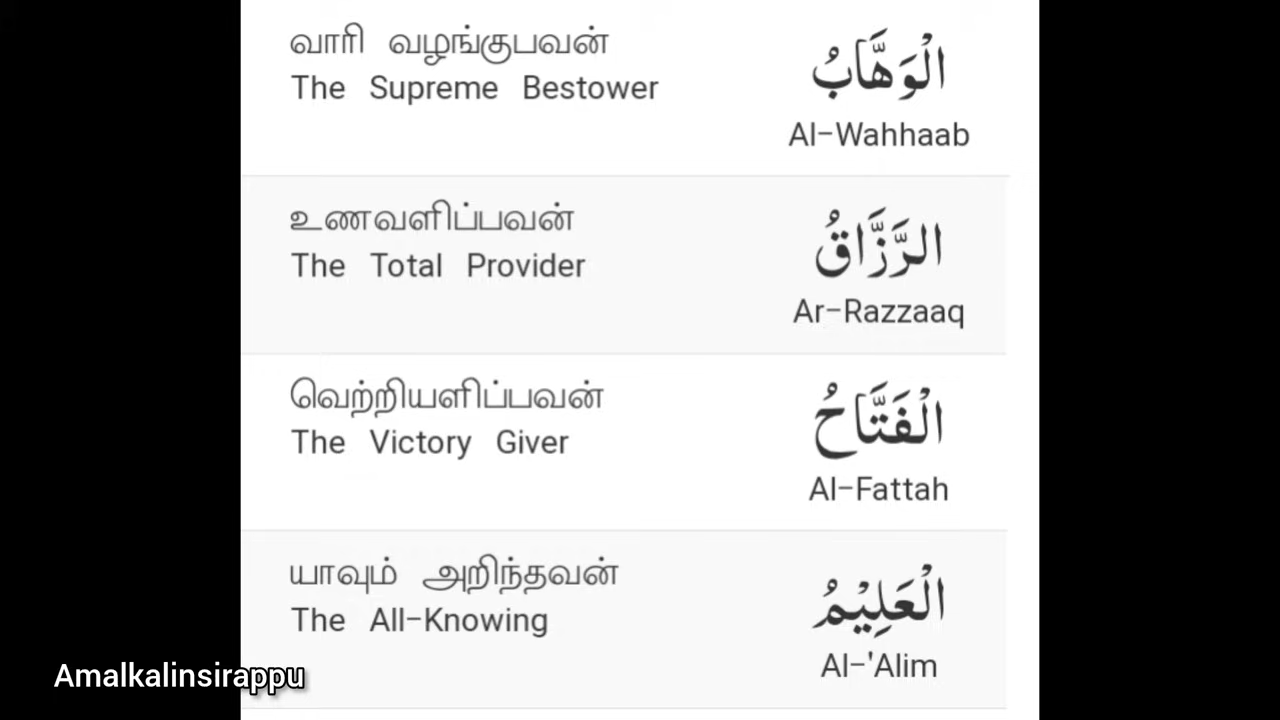 வாரி வழங்குபவன்
The Supreme Bestower
الْوَهَّابُ
Al-Wahhaab
உணவளிப்பவன்
The Total Provider
الرَّزَّاقُ
Ar-Razzaaq
வெற்றியளிப்பவன்
The Victory Giver
الْفَتَّاحُ
Al-Fattah
யாவும் அறிந்தவன்
The All-Knowing
الْعَلِيْمُ
Al-'Alim
Amalkalinsirappu